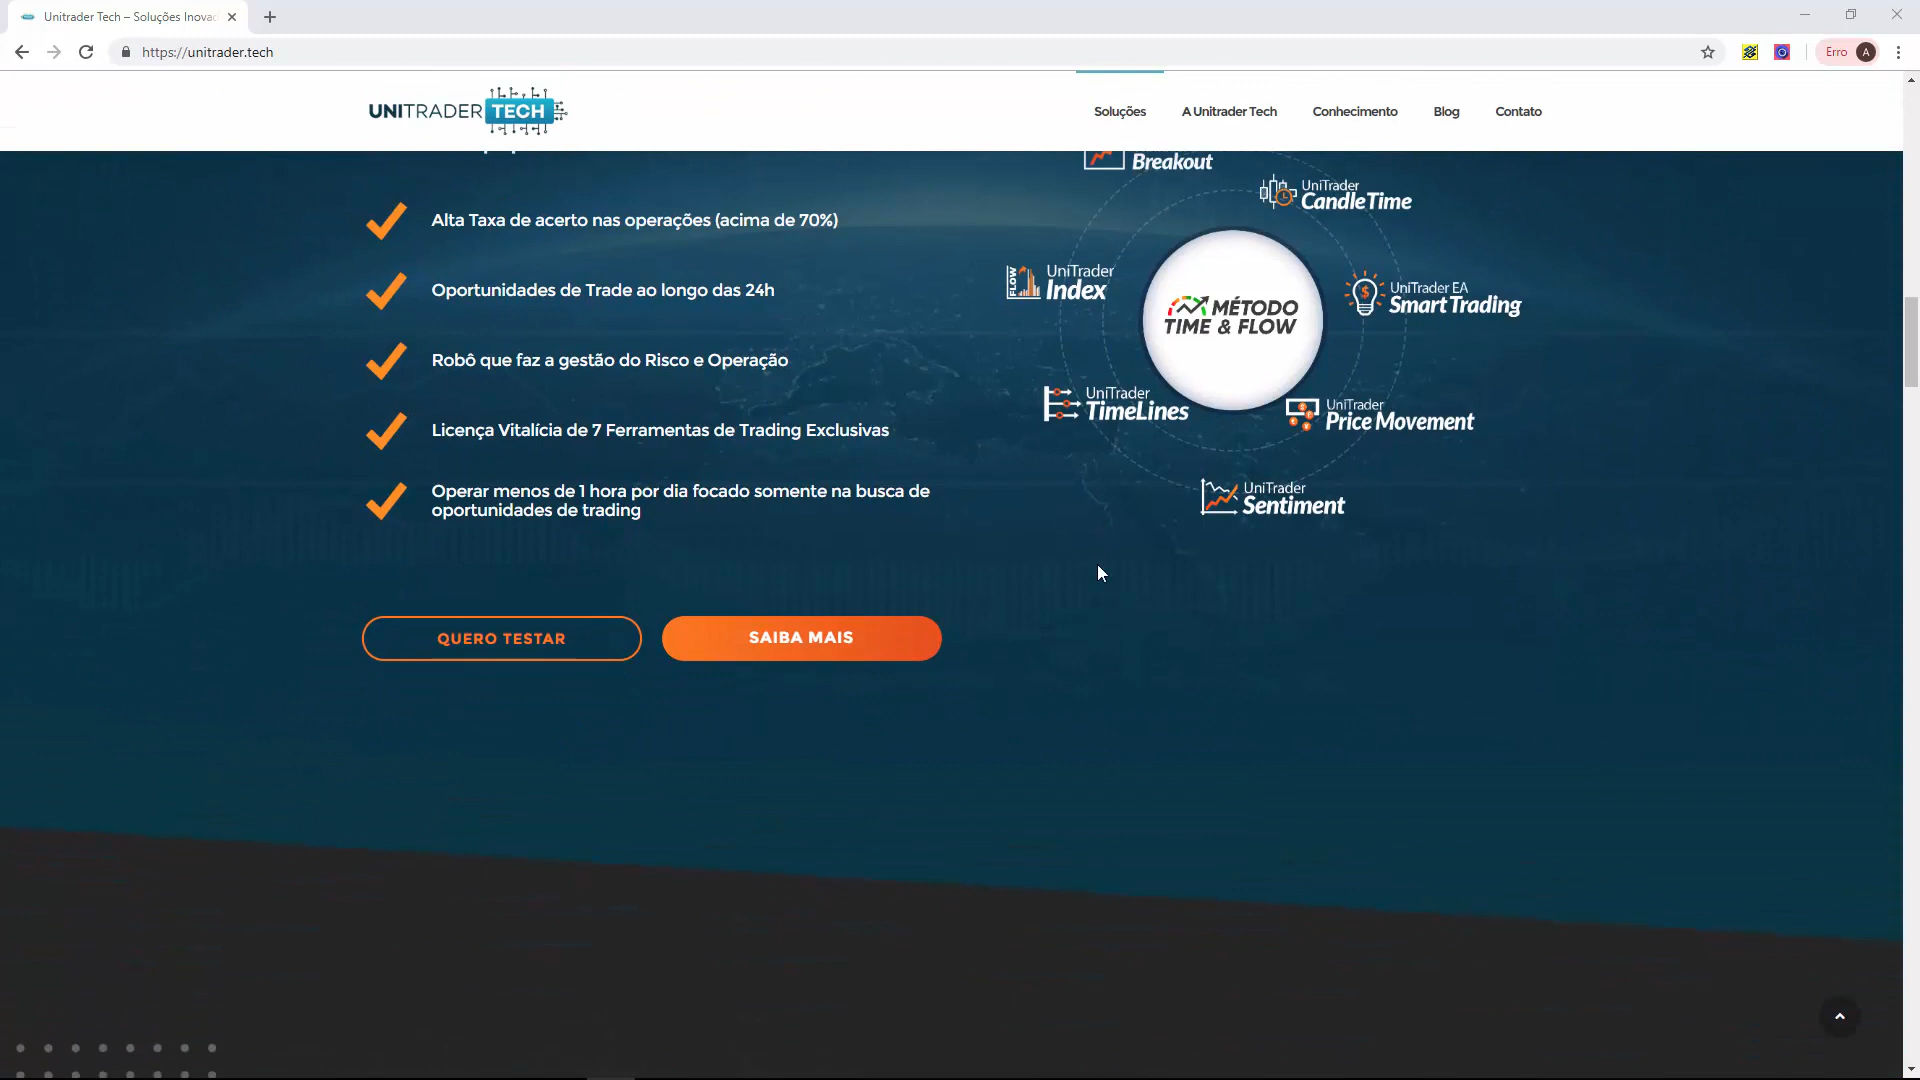 Unitrader Tech – Soluções Inovad
https://unitrader.tech
Erro
A
UNITRADER TECH
Soluções
A Unitrader Tech
Conhecimento
Blog
Contato
Alta Taxa de acerto nas operações (acima de 70%)
Oportunidades de Trade ao longo das 24h
Robô que faz a gestão do Risco e Operação
Licença Vitalícia de 7 Ferramentas de Trading Exclusivas
Operar menos de 1 hora por dia focado somente na busca de
oportunidades de trading
QUERO TESTAR
SAIBA MAIS
Breakout
UniTrader
CandleTime
FLOW
UniTrader
Index
MÉTODO
TIME & FLOW
UniTrader EA
Smart Trading
UniTrader
TimeLines
UniTrader
Price Movement
UniTrader
Sentiment